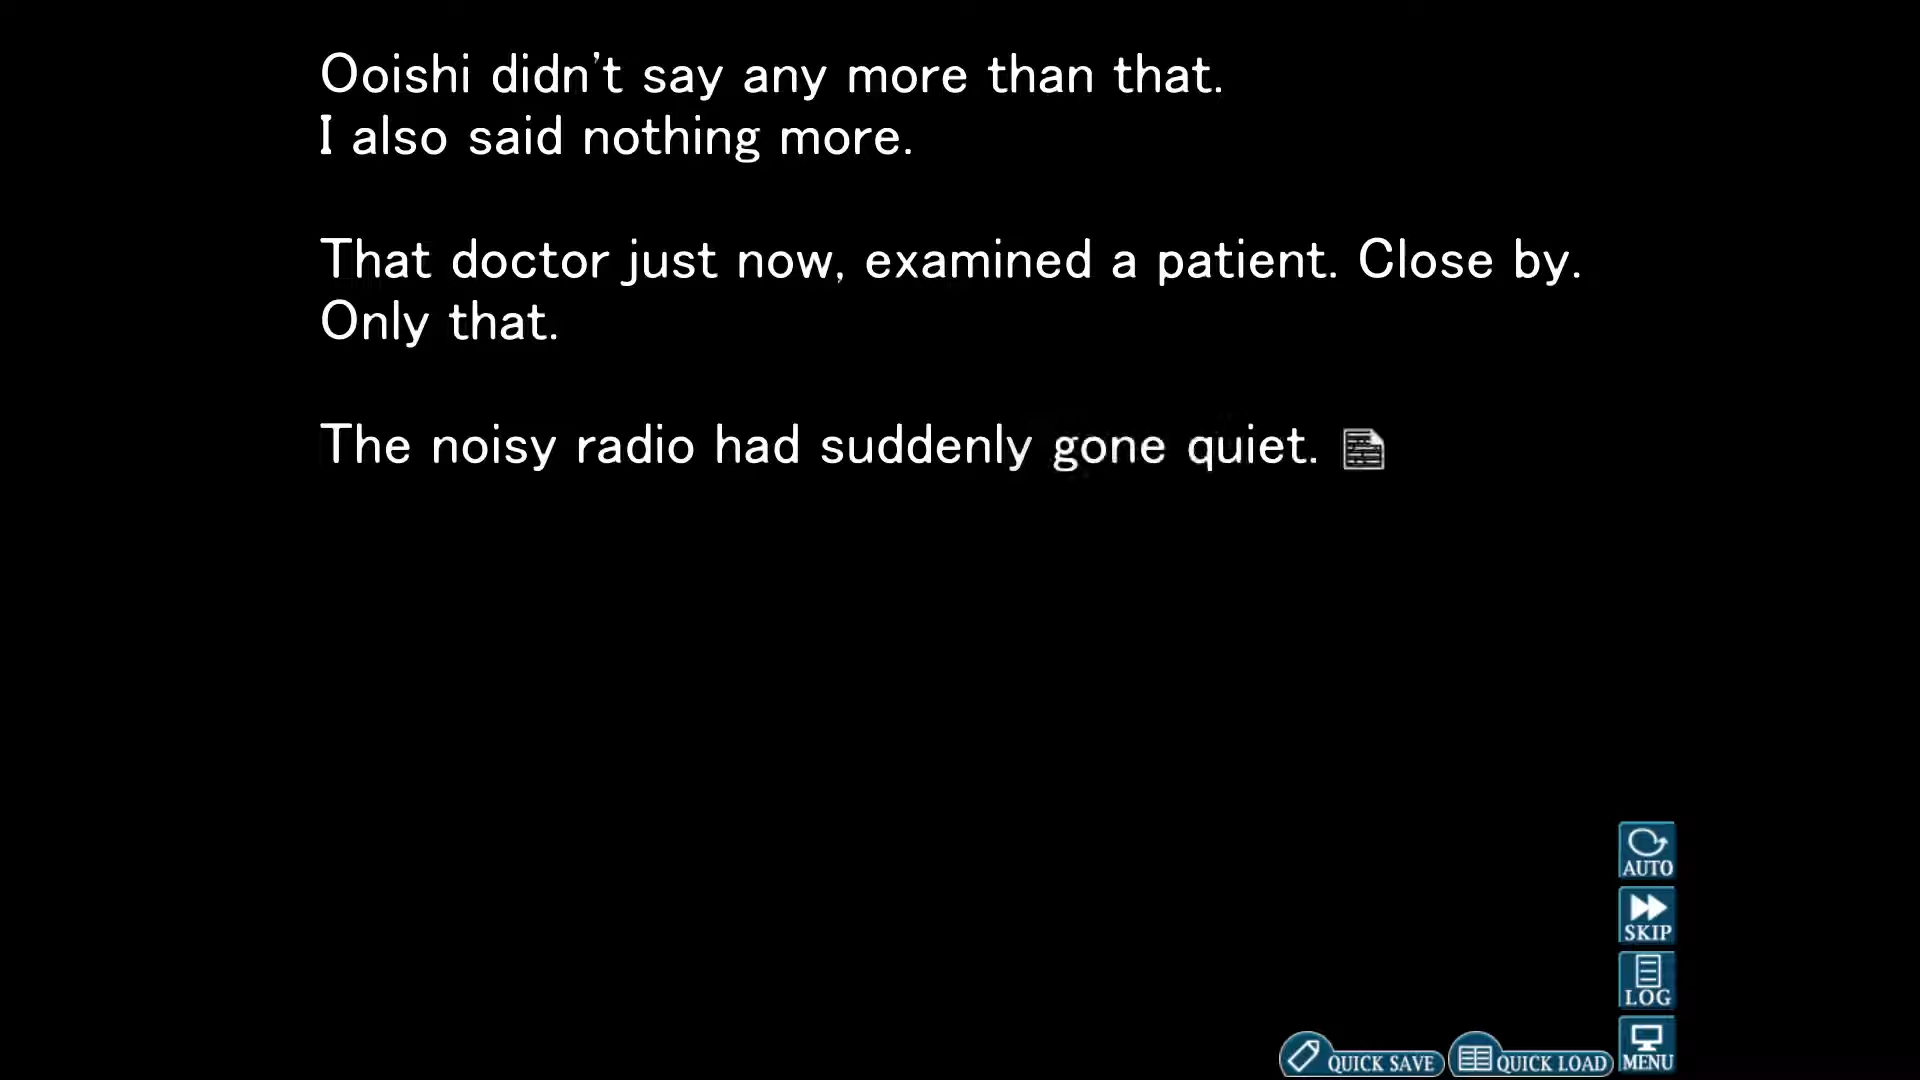 Ooishi didn't say any more than that.
I also said nothing more.
That doctor just now, examined a patient. Close by.
Only that.
The noisy radio had suddenly gone quiet.
AUTO
SKIP
LOG
MENU
QUICK SAVE
QUICK LOAD